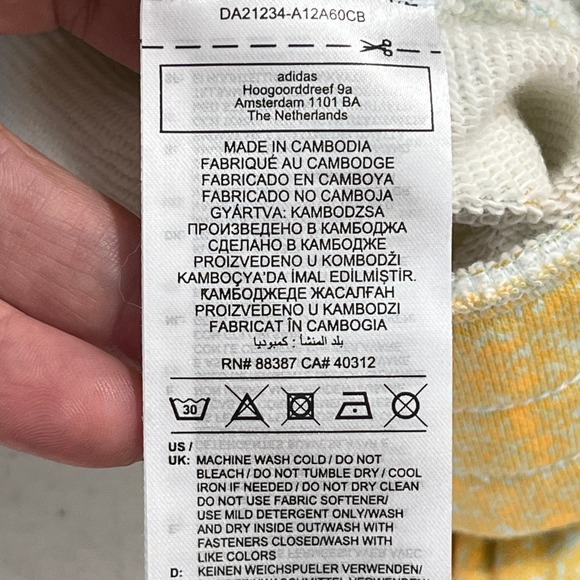 DA21234-A12A60CB
adidas
Hoogoorddreef 9a
Amsterdam 1101 BA
The Netherlands
MADE IN CAMBODIA
FABRIQUÉ AU CAMBODGE
FABRICADO EN CAMBOYA
FABRICADO NO CAMBOJA
GYÁRTVA: KAMBODZSA
ПРОИЗВЕДЕНО В КАМБОДЖА
СДЕЛАНО В КАМБОДЖЕ
PROIZVEDENO U KOMBODŽI
KAMBOÇYA'DA İMAL EDİLMİŞTİR.
КАМБОДЖЕДЕ ЖАСАЛҒАН
PROIZVEDENO U KAMBODZI
FABRICAT ÎN CAMBOGIA
بلد المنشأ : كمبوديا
RN# 88387 CA# 40312
30
US /
UK: MACHINE WASH COLD / DO NOT
BLEACH / DO NOT TUMBLE DRY / COOL
IRON IF NEEDED / DO NOT DRY CLEAN
DO NOT USE FABRIC SOFTENER/
USE MILD DETERGENT ONLY/WASH
AND DRY INSIDE OUT/WASH WITH
FASTENERS CLOSED/WASH WITH
LIKE COLORS
D: KEINEN WEICHSPUELER VERWENDEN/